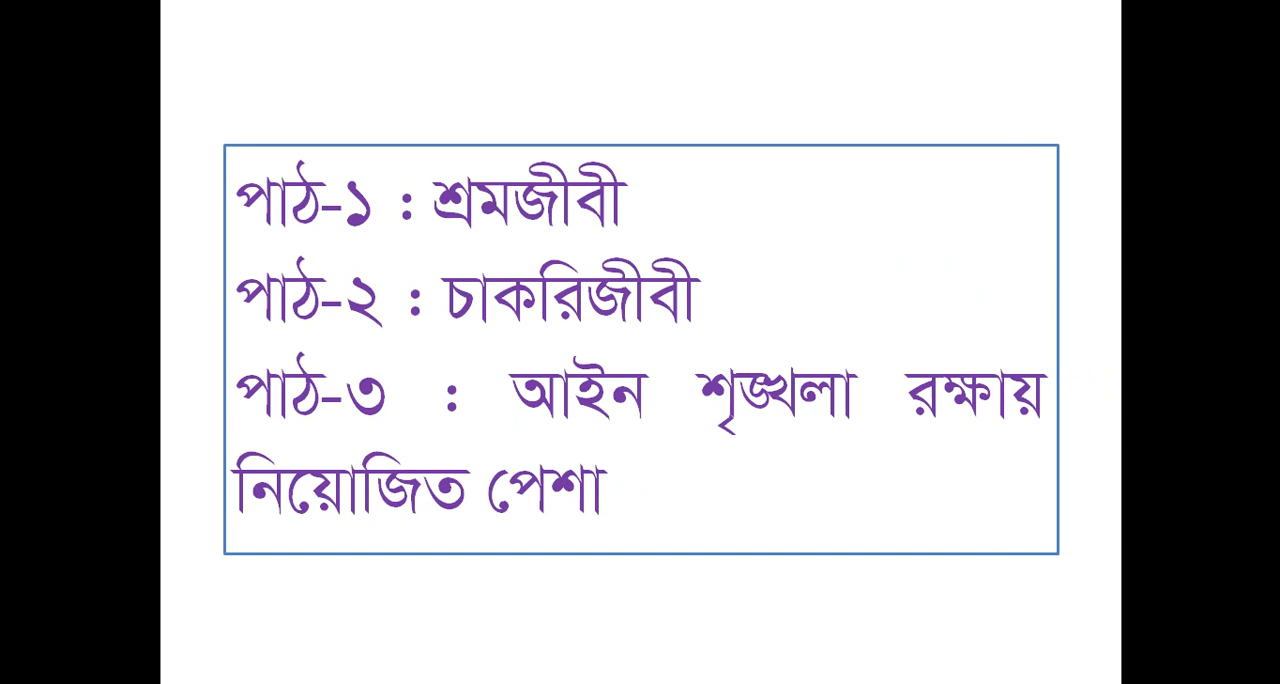 পাঠ-১ : শ্রমজীবী
পাঠ-২ : চাকরিজীবী
পাঠ-৩ : আইন শৃঙ্খলা রক্ষায়
নিয়োজিত পেশা